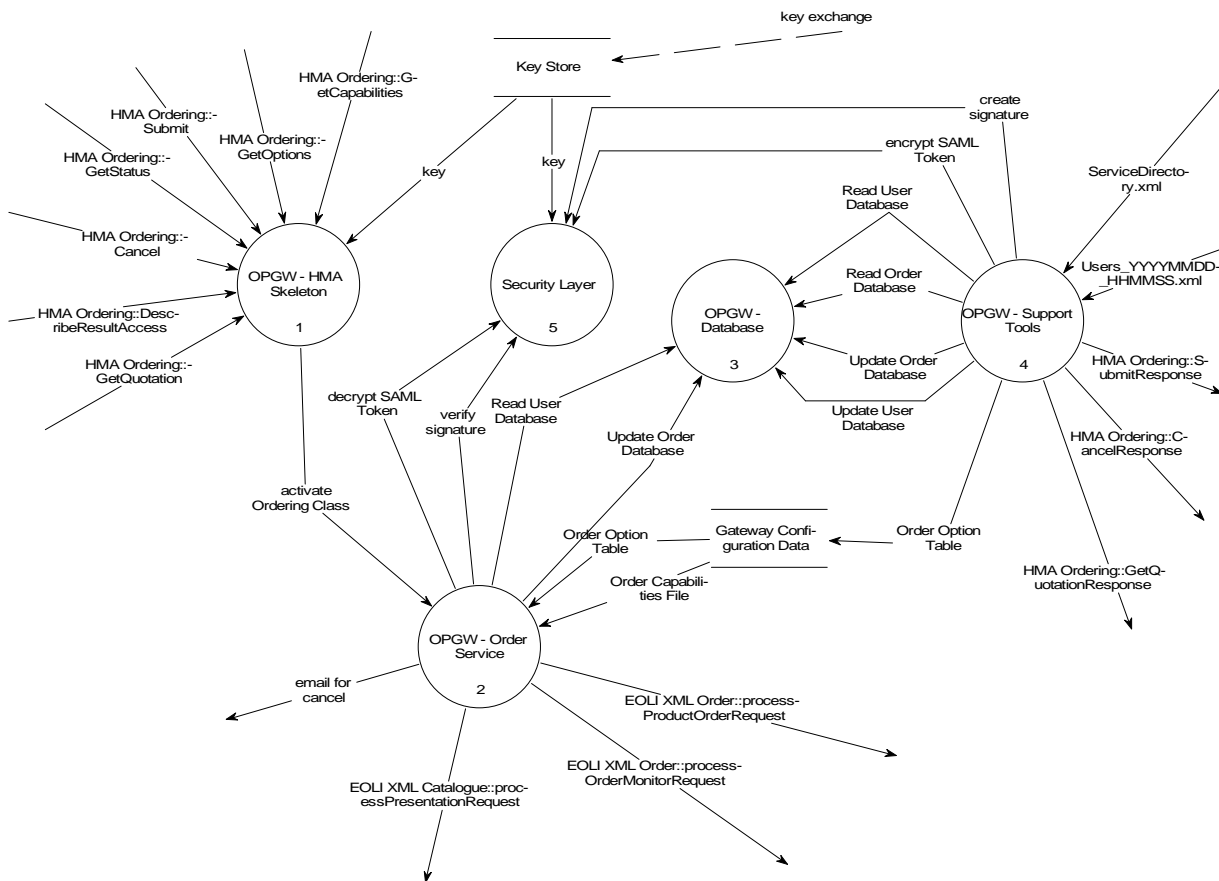 key exchange
Key Store
HMA Ordering::G-
etCapabilities
HMA Ordering::-
Submit
HMA Ordering::-
GetOptions
HMA Ordering::-
GetStatus
key
key
create
signature
encrypt SAML
Token
ServiceDirecto-
ry.xml
Read User
Database
HMA Ordering::-
Cancel
OPGW - HMA
Skeleton
1
Security Layer
5
Read Order
Database
Users_YYYYMMDD-
_HHMMSS.xml
OPGW -
Database
3
OPGW - Support
Tools
4
HMA Ordering::Desc-
ribeResultAccess
HMA Ordering::-
GetQuotation
Update Order
Database
HMA Ordering::S-
ubmitResponse
decrypt SAML
Token
verify
signature
Read User
Database
Update User
Database
Update Order
Database
HMA Ordering::C-
ancelResponse
activate
Ordering Class
Order Option
Table
Gateway Confi-
guration Data
Order Option
Table
Order Capabili-
ties File
HMA Ordering::GetQ-
uotationResponse
OPGW - Order
Service
2
email for
cancel
EOLI XML Order::process-
ProductOrderRequest
EOLI XML Order::process-
OrderMonitorRequest
EOLI XML Catalogue::proc-
essPresentationRequest